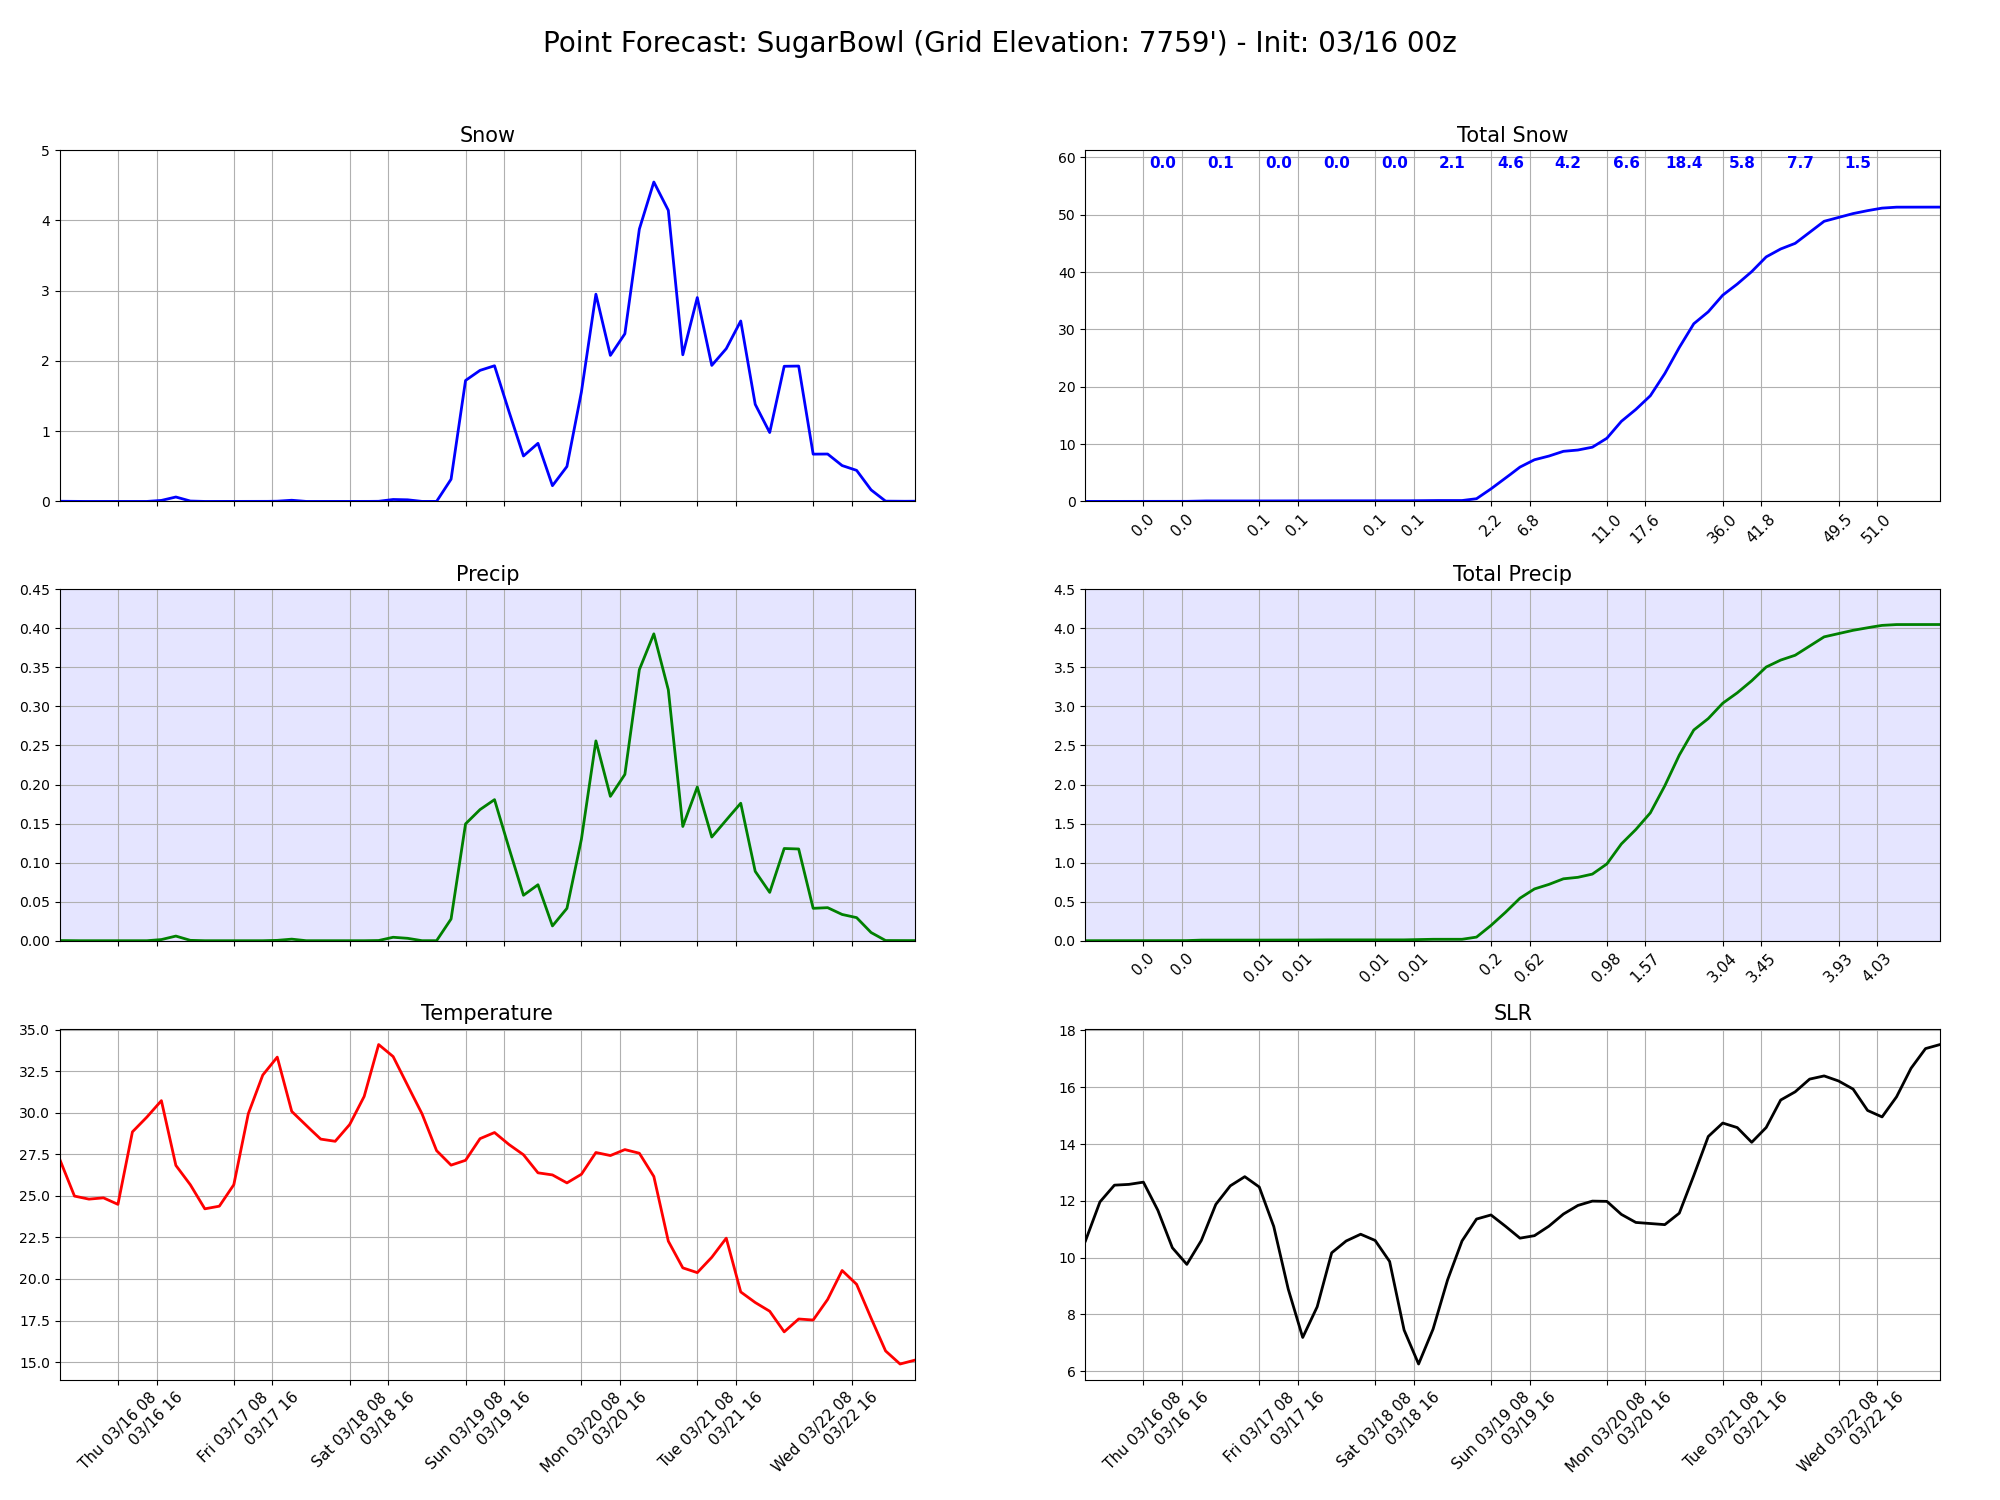 Point Forecast: SugarBowl (Grid Elevation: 7759') - Init: 03/16 00z
Snow
5
4
3
2
1
0
Total Snow
60
50
40
30
20
10
0
0.0 0.1 0.0 0.0 0.0 2.1 4.6 4.2 6.6 18.4 5.8 7.7 1.5
0.0 0.0 0.1 0.1 0.1 0.1 2.2 6.8 11.0 17.6 36.0 41.8 49.5 51.0
Precip
0.45
0.40
0.35
0.30
0.25
0.20
0.15
0.10
0.05
0.00
Total Precip
4.5
4.0
3.5
3.0
2.5
2.0
1.5
1.0
0.5
0.0
0.0 0.0 0.01 0.01 0.01 0.01 0.2 0.62 0.98 1.57 3.04 3.45 3.93 4.03
Temperature
35.0
32.5
30.0
27.5
25.0
22.5
20.0
17.5
15.0
Thu 03/16 08
03/16 16
Fri 03/17 08
03/17 16
Sat 03/18 08
03/18 16
Sun 03/19 08
03/19 16
Mon 03/20 08
03/20 16
Tue 03/21 08
03/21 16
Wed 03/22 08
03/22 16
SLR
18
16
14
12
10
8
6
Thu 03/16 08
03/16 16
Fri 03/17 08
03/17 16
Sat 03/18 08
03/18 16
Sun 03/19 08
03/19 16
Mon 03/20 08
03/20 16
Tue 03/21 08
03/21 16
Wed 03/22 08
03/22 16